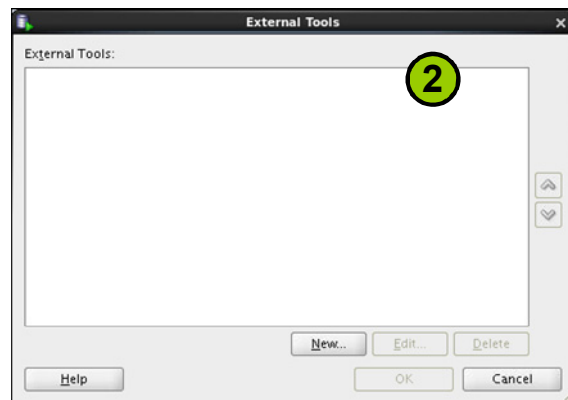 External Tools
External Tools:
2
New... Edit... Delete
Help OK Cancel